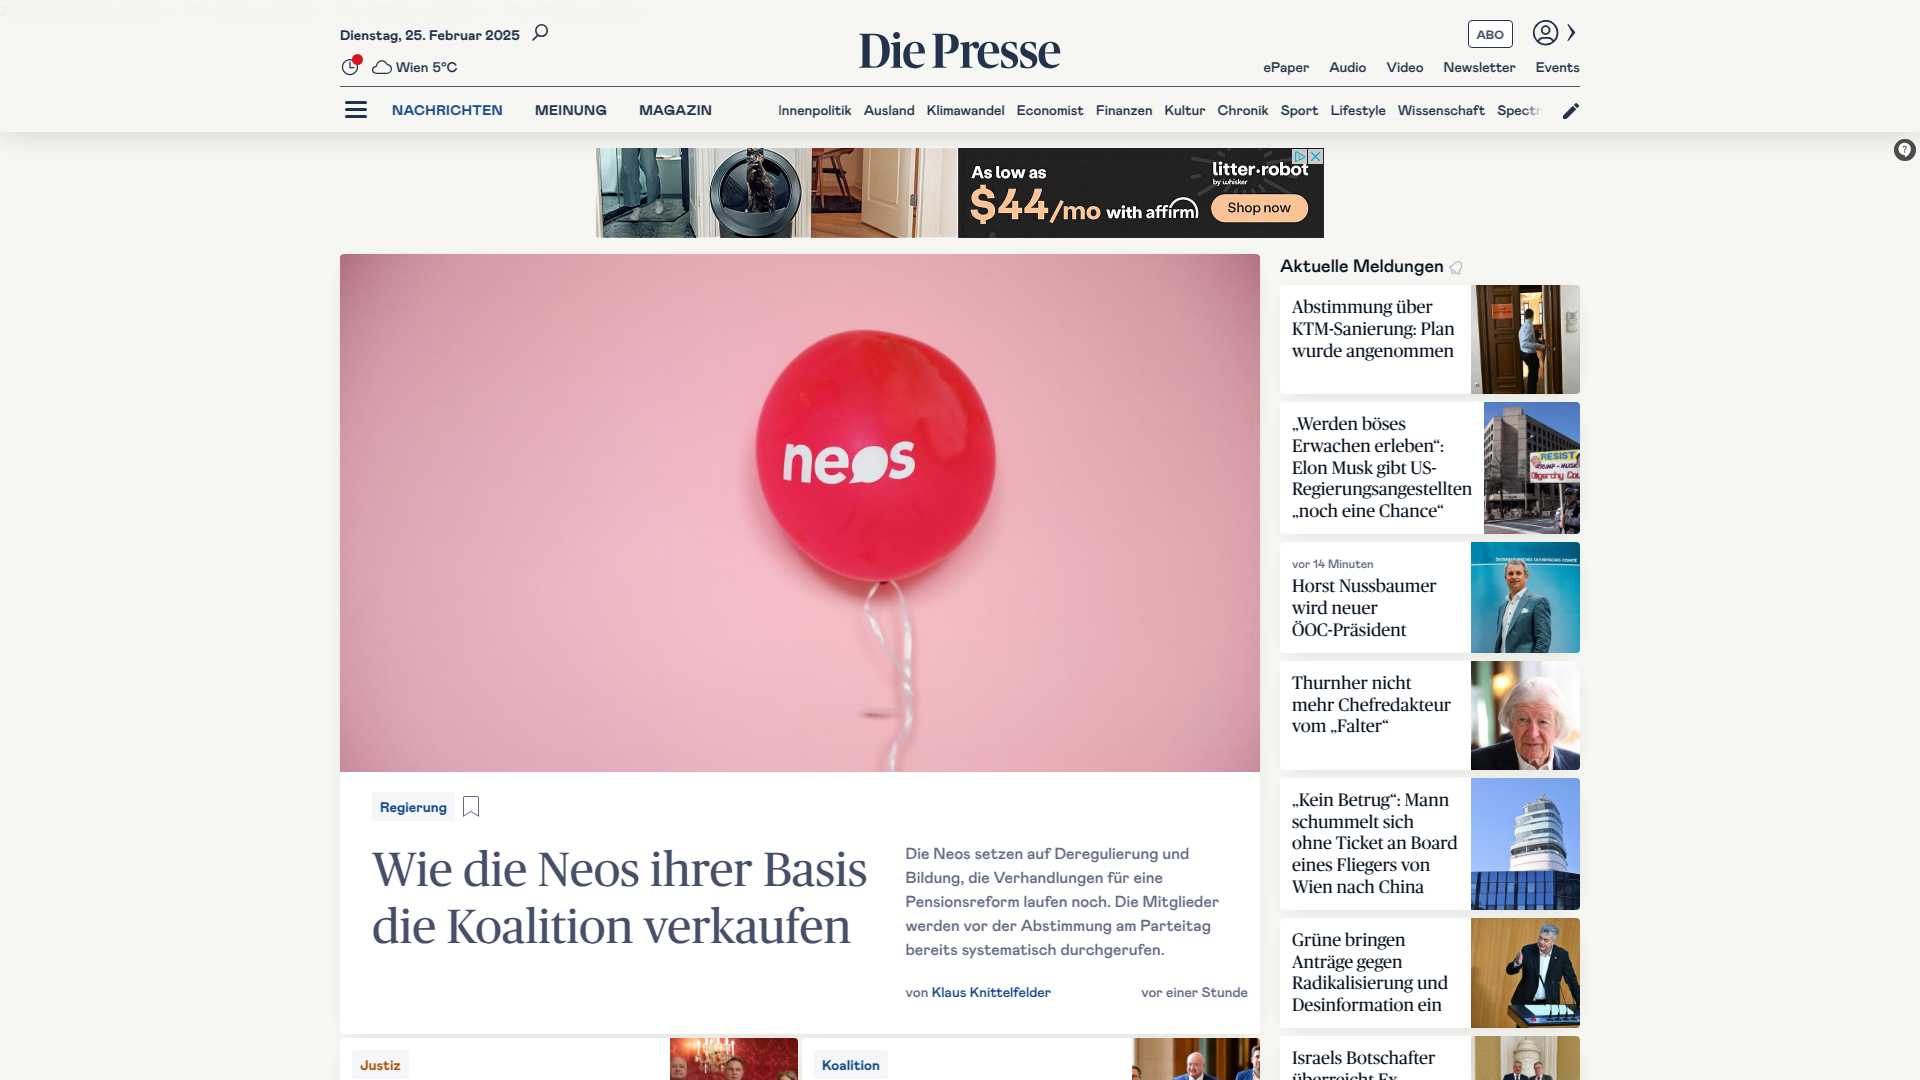 Dienstag, 25. Februar 2025
Wien 5°C
Die Presse
ABO
ePaper Audio Video Newsletter Events
NACHRICHTEN MEINUNG MAGAZIN
Innenpolitik Ausland Klimawandel Economist Finanzen Kultur Chronik Sport Lifestyle Wissenschaft Spectr
As low as
$44/mo with affirm
litter-robot
by whisker
Shop now
neos
Regierung
Wie die Neos ihrer Basis
die Koalition verkaufen
Die Neos setzen auf Deregulierung und
Bildung, die Verhandlungen für eine
Pensionsreform laufen noch. Die Mitglieder
werden vor der Abstimmung am Parteitag
bereits systematisch durchgerufen.
von Klaus Knittelfelder
vor einer Stunde
Justiz
Koalition
Aktuelle Meldungen
Abstimmung über
KTM-Sanierung: Plan
wurde angenommen
„Werden böses
Erwachen erleben“:
Elon Musk gibt US-
Regierungsangestellten
„noch eine Chance“
RESIST
vor 14 Minuten
Horst Nussbaumer
wird neuer
ÖOC-Präsident
Thurnher nicht
mehr Chefredakteur
vom „Falter“
„Kein Betrug“: Mann
schummelt sich
ohne Ticket an Board
eines Fliegers von
Wien nach China
Grüne bringen
Anträge gegen
Radikalisierung und
Desinformation ein
Israels Botschafter
überreicht Ex-